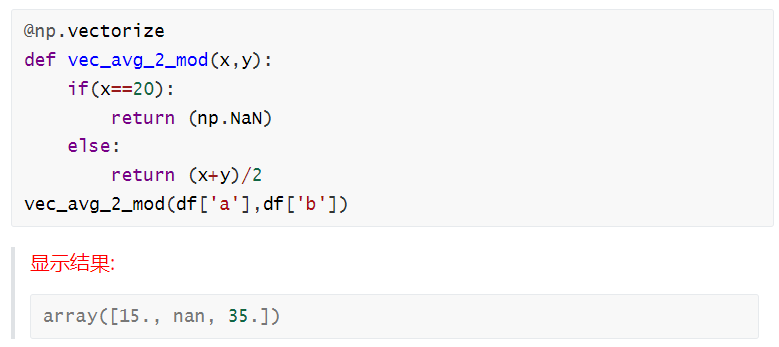 @np.vectorize
def vec_avg_2_mod(x,y):
    if(x==20):
        return (np.NaN)
    else:
        return (x+y)/2
vec_avg_2_mod(df['a'],df['b'])
显示结果:
array([15., nan, 35.])